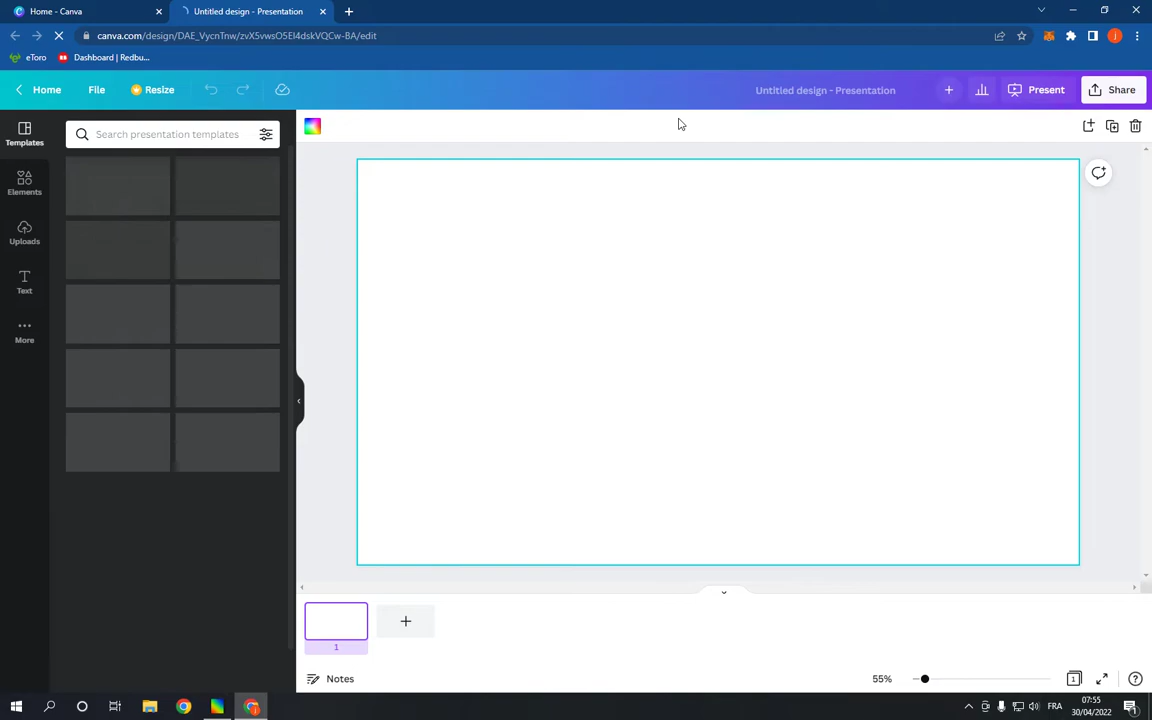 Home - Canva
Untitled design - Presentation
canva.com/design/DAE_VycnTnw/zvX5vwsO5El4dskVQCw-BA/edit
eToro
Dashboard | Redbu...
Home
File
Resize
Untitled design - Presentation
Present
Share
Templates
Search presentation templates
Elements
Uploads
Text
More
1
Notes
55%
1
FRA
07:55
30/04/2022
1